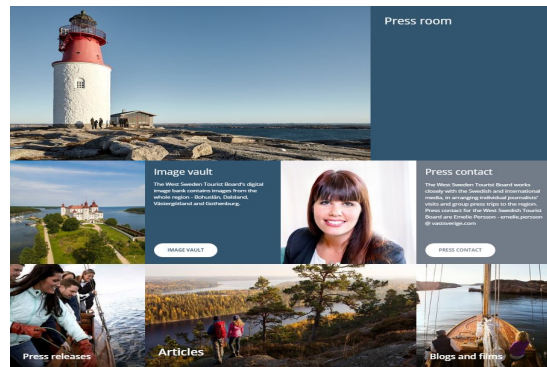 Press room
Image vault
The West Sweden Tourist Board's digital
image bank contains images from the
whole region - Bohuslän, Dalsland,
Västergötland and Gothenburg.
IMAGE VAULT
Press contact
The West Sweden Tourist Board works
closely with the Swedish and international
media, in arranging individual journalists'
visits and group press trips to the region.
Press contact for the West Swedish Tourist
Board are Emelie Persson - emelie.persson
@ vastsverige.com
PRESS CONTACT
Press releases
Articles
Blogs and films